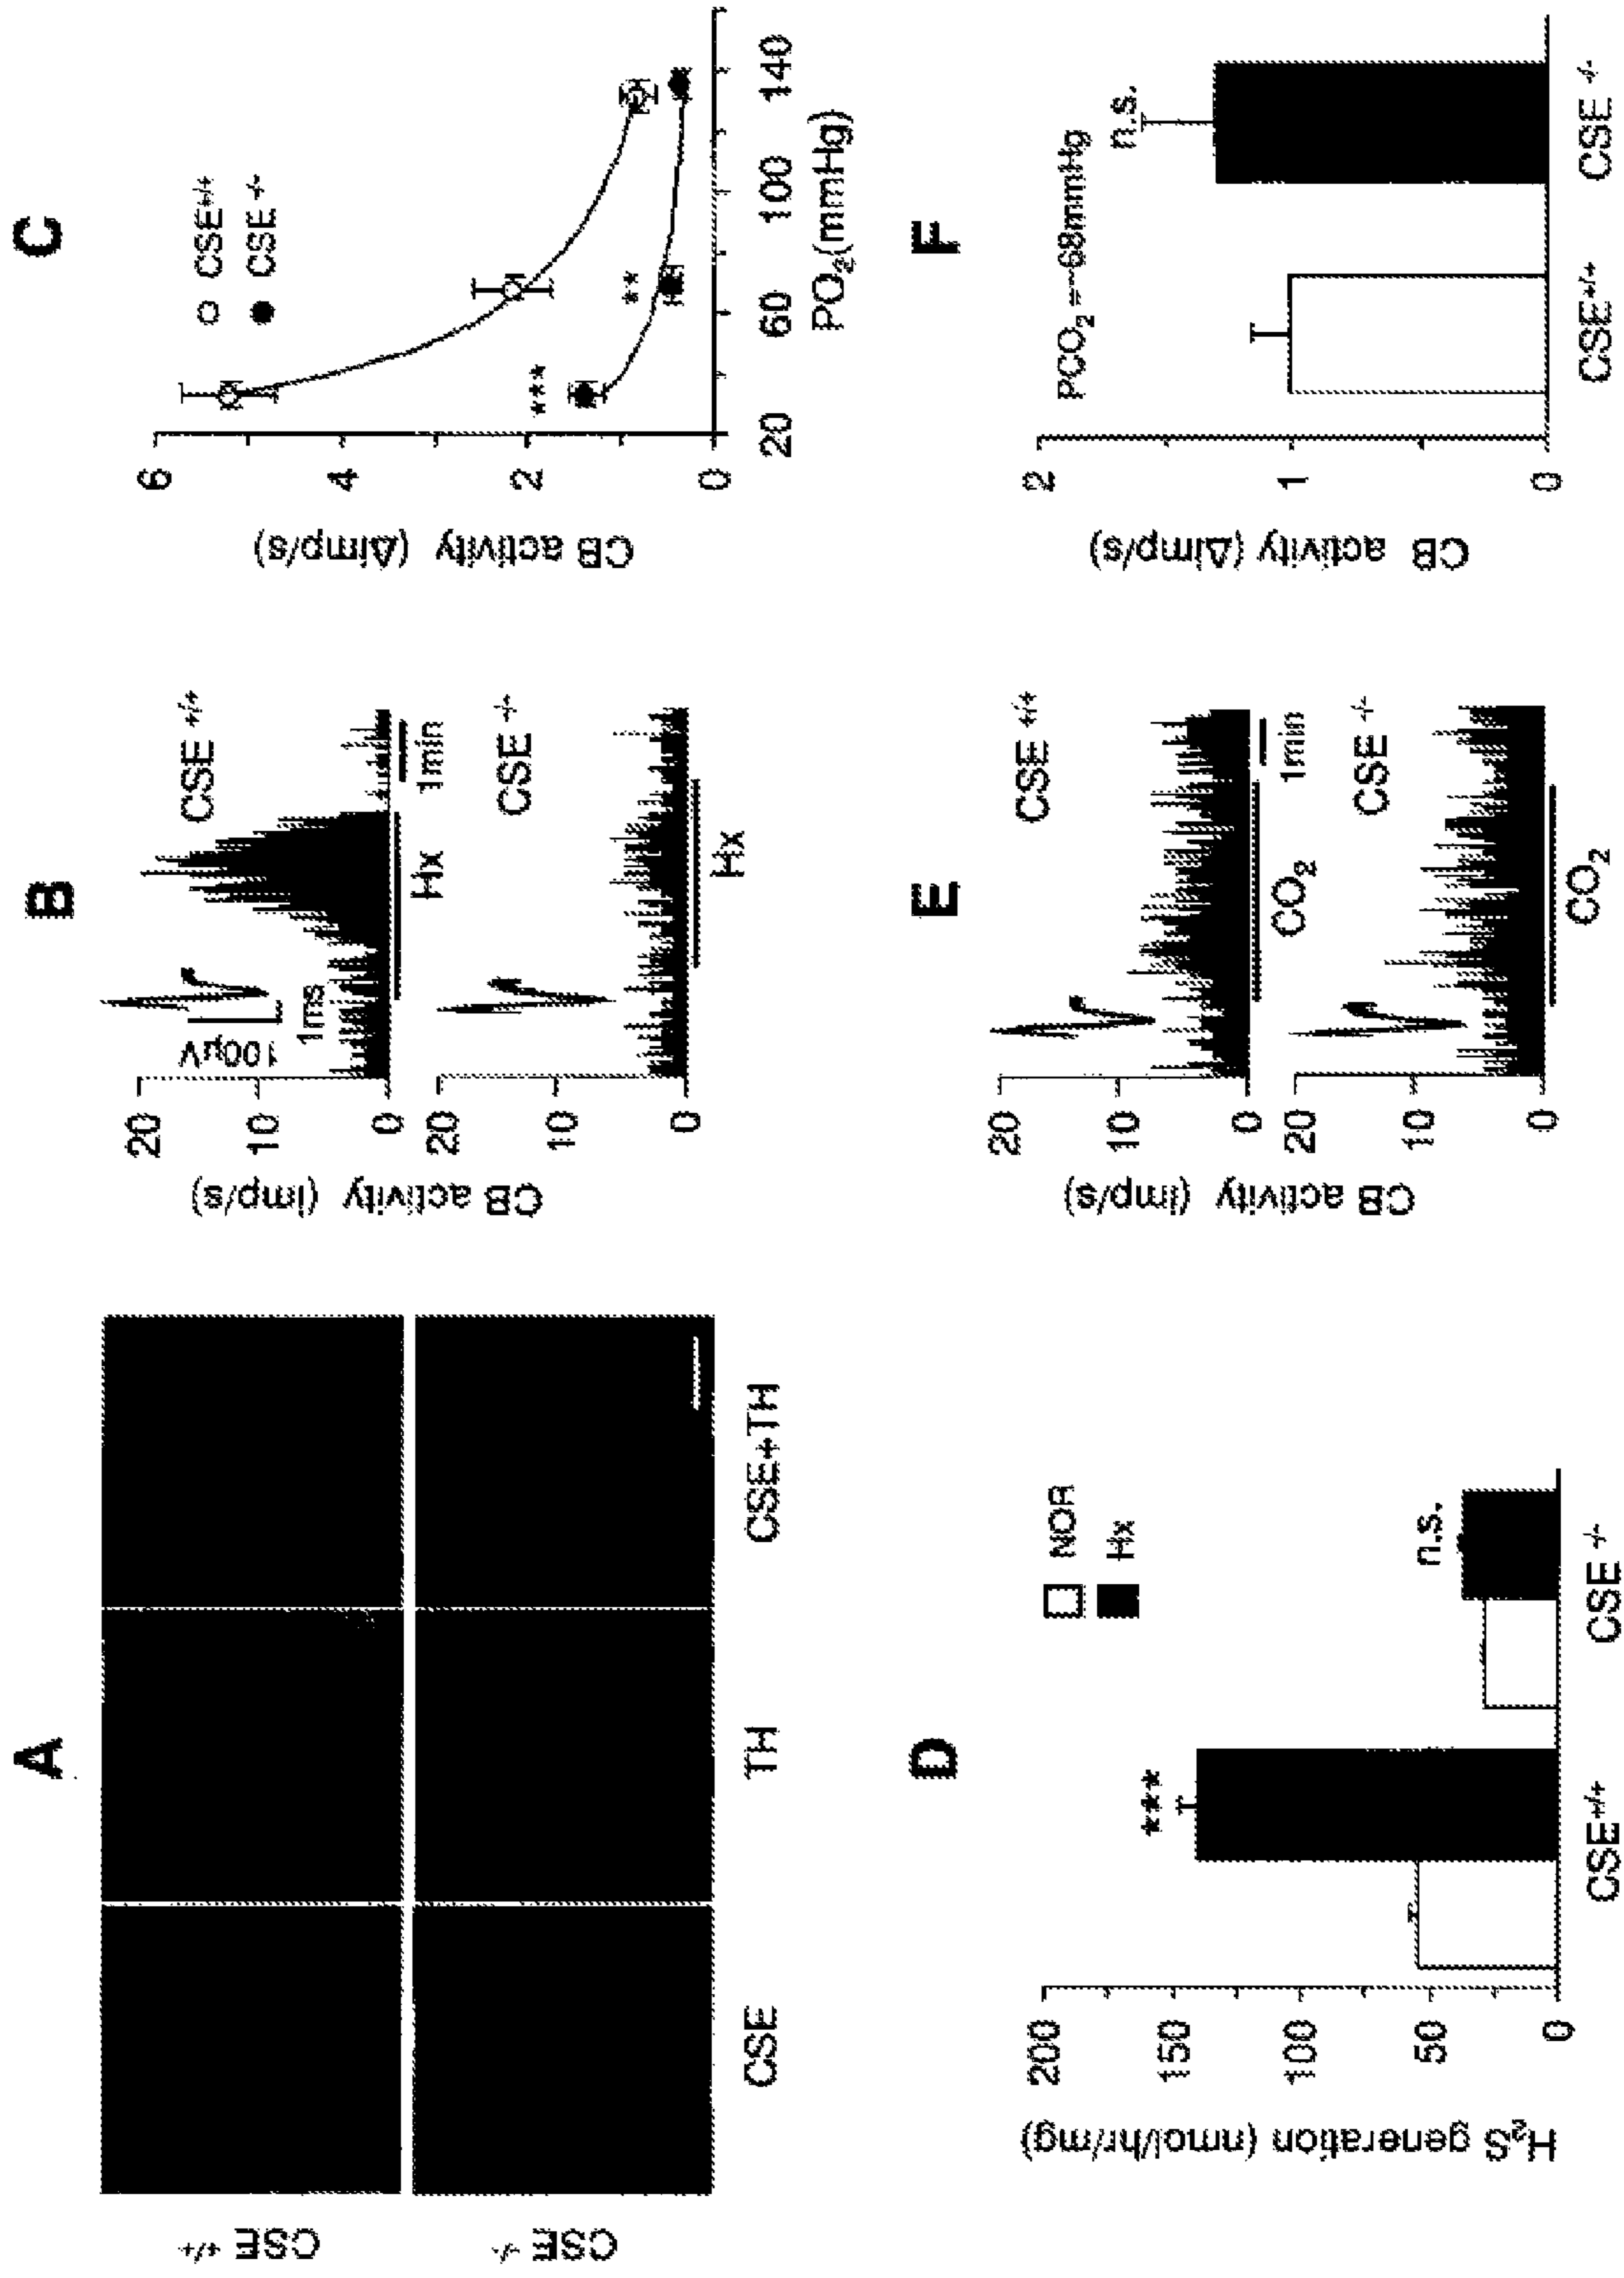 A
CSE +/+
CSE -/-
CSE
TH
CSE+TH
B
CB activity (imp/s)
20
10
0
100µV
1ms
CSE +/+
Hx
1min
20
10
0
CSE -/-
Hx
C
CB activity (Δimp/s)
6
4
2
0
CSE+/+
CSE -/-
***
**
20
60
100
140
PO₂(mmHg)
D
H₂S generation (nmol/hr/mg)
200
150
100
50
0
NOR
Hx
***
n.s.
CSE+/+
CSE -/-
E
CB activity (imp/s)
20
10
0
CSE +/+
CO₂
1min
20
10
0
CSE -/-
CO₂
F
CB activity (Δimp/s)
2
1
0
PCO₂ =~68mmHg
n.s.
CSE+/+
CSE -/-